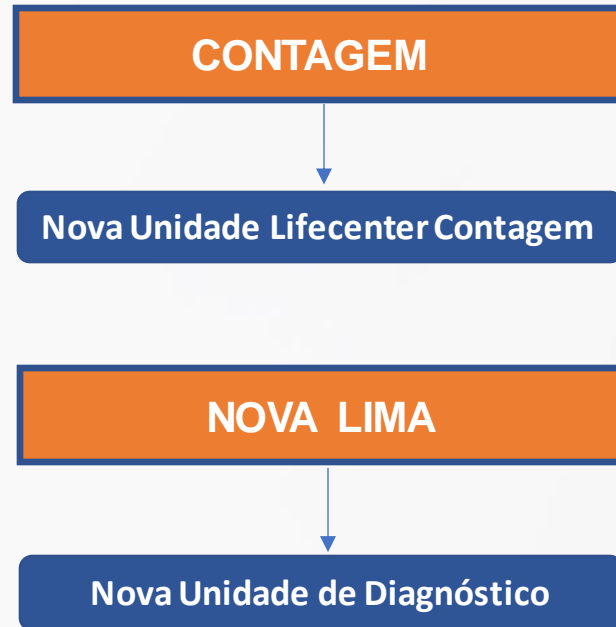 CONTAGEM
Nova Unidade Lifecenter Contagem
NOVA LIMA
Nova Unidade de Diagnóstico